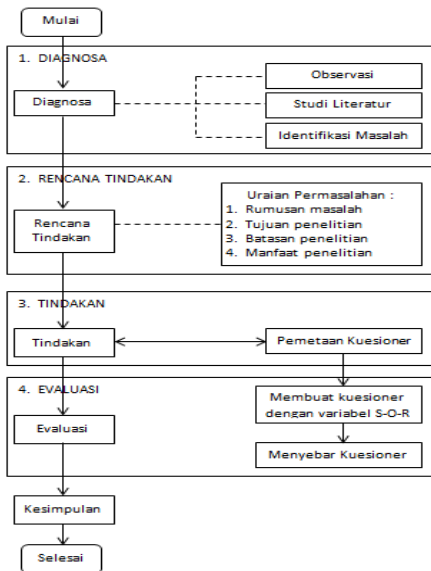 Mulai
1. DIAGNOSA
Diagnosa
Observasi
Studi Literatur
Identifikasi Masalah
2. RENCANA TINDAKAN
Rencana
Tindakan
Uraian Permasalahan :
1. Rumusan masalah
2. Tujuan penelitian
3. Batasan penelitian
4. Manfaat penelitian
3. TINDAKAN
Tindakan
Pemetaan Kuesioner
4. EVALUASI
Evaluasi
Membuat kuesioner
dengan variabel S-O-R
Menyebar Kuesioner
Kesimpulan
Selesai